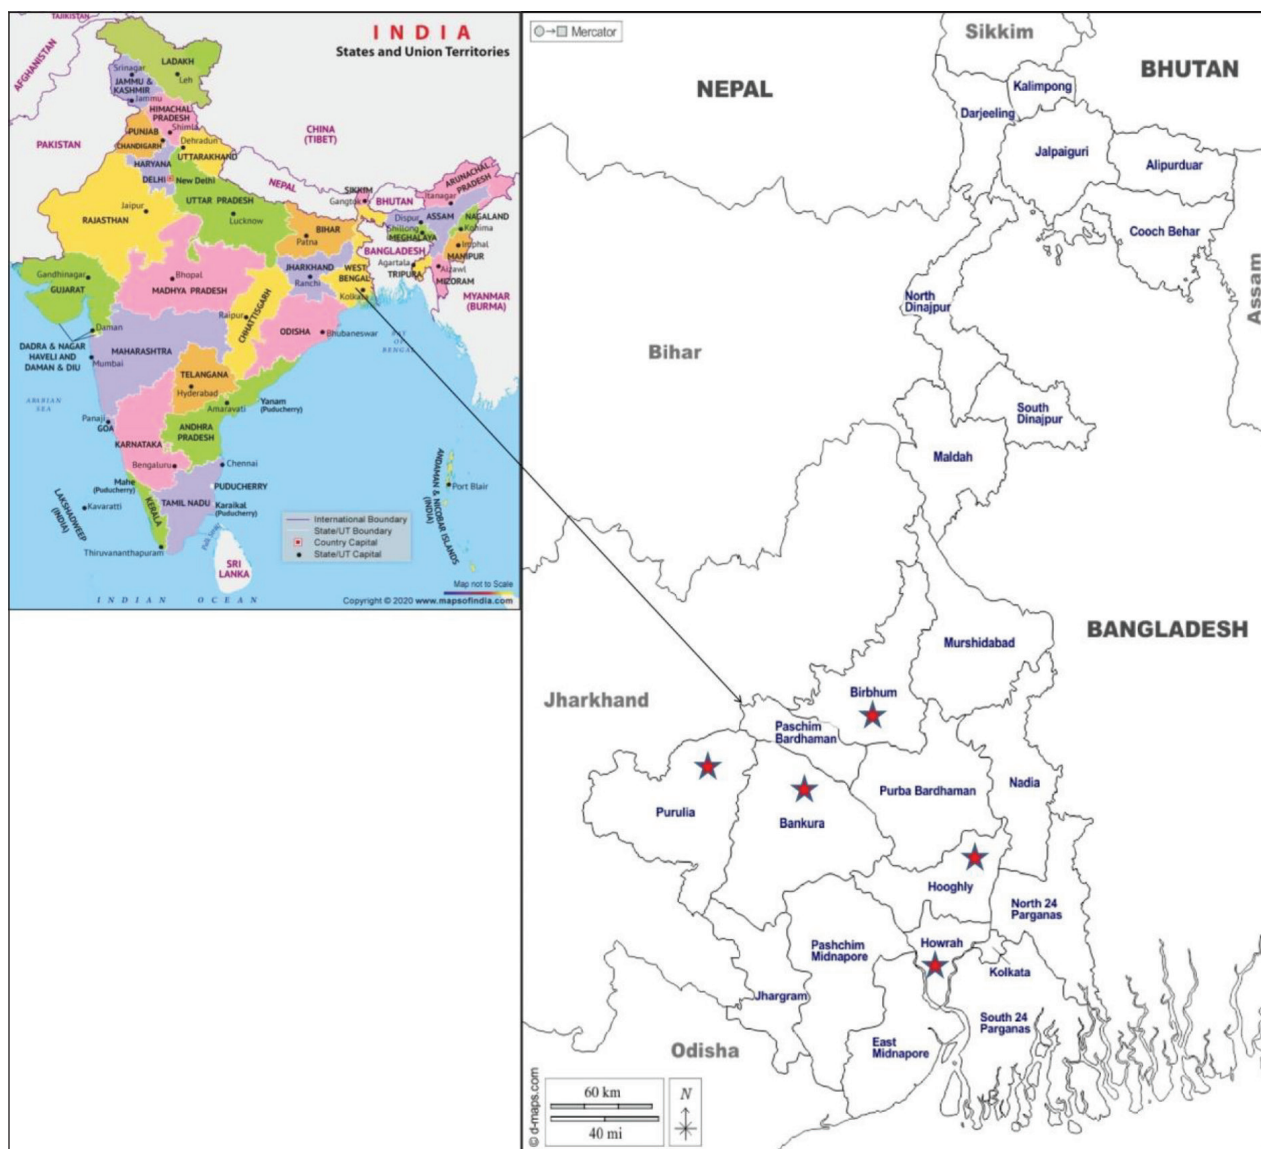 INDIA
States and Union Territories
TAJIKISTAN
AFGHANISTAN
PAKISTAN
CHINA
(TIBET)
NEPAL
BHUTAN
BANGLADESH
MYANMAR
(BURMA)
SRI
LANKA
LADAKH
Leh
Srinagar
JAMMU &
KASHMIR
Jammu
HIMACHAL
PRADESH
Shimla
PUNJAB
CHANDIGARH
Dehradun
UTTARAKHAND
HARYANA
DELHI
New Delhi
UTTAR PRADESH
Lucknow
RAJASTHAN
Jaipur
BIHAR
Patna
SIKKIM
Gangtok
ARUNACHAL
PRADESH
Itanagar
Dispur
ASSAM
NAGALAND
Kohima
Shillong
MEGHALAYA
Imphal
MANIPUR
Agartala
TRIPURA
Aizawl
MIZORAM
JHARKHAND
Ranchi
WEST
BENGAL
Kolkata
Gandhinagar
GUJARAT
Bhopal
MADHYA PRADESH
Raipur
CHHATTISGARH
ODISHA
Bhubaneswar
Daman
DADRA & NAGAR
HAVELI AND
DAMAN & DIU
MAHARASHTRA
Mumbai
TELANGANA
Hyderabad
Amaravati
Yanam
(Puducherry)
ANDHRA
PRADESH
Panaji
GOA
KARNATAKA
Bengaluru
Chennai
Mahe
(Puducherry)
PUDUCHERRY
TAMIL NADU
Karaikal
(Puducherry)
KERALA
LAKSHADWEEP
(INDIA)
Kavaratti
Thiruvananthapuram
ANDAMAN & NICOBAR ISLANDS
(INDIA)
Port Blair
ARABIAN
SEA
BAY
OF
BENGAL
INDIAN OCEAN
International Boundary
State/UT Boundary
Country Capital
State/UT Capital
Map not to Scale
Copyright © 2020 www.mapsofindia.com
Mercator
Sikkim
NEPAL
BHUTAN
Kalimpong
Darjeeling
Jalpaiguri
Alipurduar
Cooch Behar
Assam
North
Dinajpur
Bihar
South
Dinajpur
Maldah
BANGLADESH
Murshidabad
Jharkhand
Birbhum
Paschim
Bardhaman
Purulia
Bankura
Purba Bardhaman
Nadia
Hooghly
North 24
Parganas
Howrah
Pashchim
Midnapore
Kolkata
Jhargram
South 24
Parganas
East
Midnapore
Odisha
60 km
40 mi
N
© d-maps.com